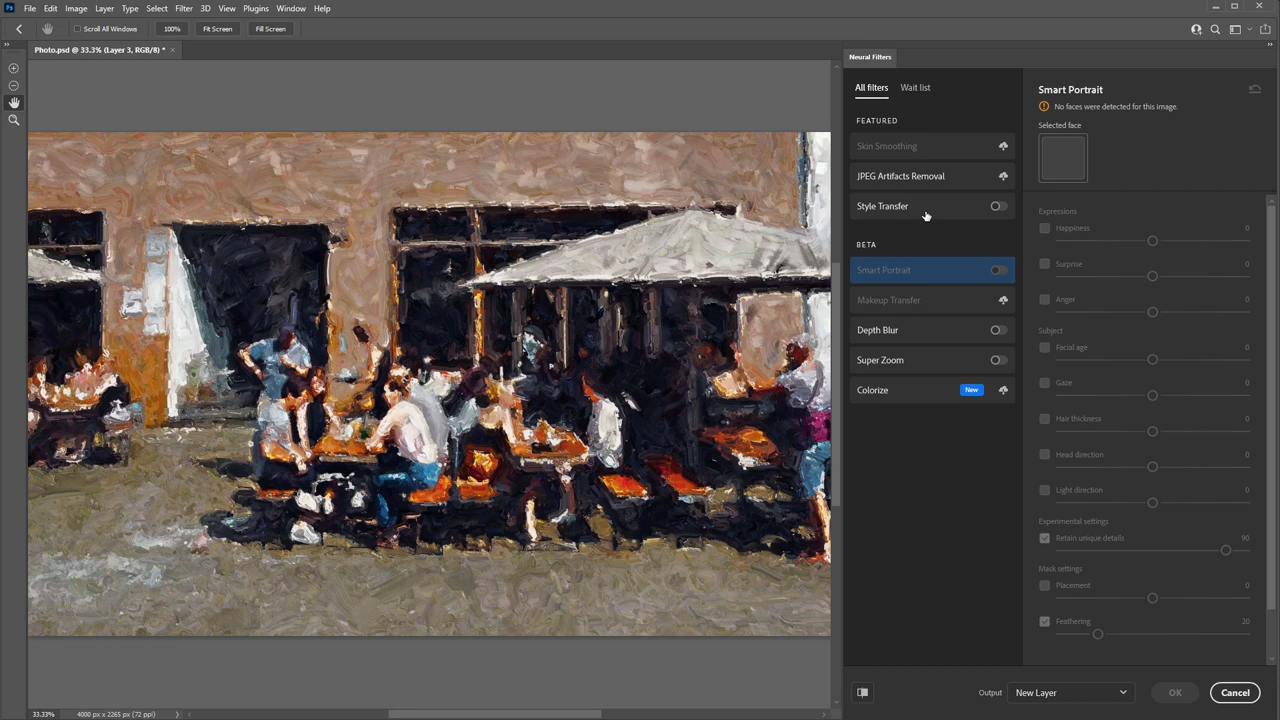 Ps File Edit Image Layer Type Select Filter 3D View Plugins Window Help
Scroll All Windows 100% Fit Screen Fill Screen
Photo.psd @ 33.3% (Layer 3, RGB/8) * ×
Neural Filters
All filters Wait list
FEATURED
Skin Smoothing
JPEG Artifacts Removal
Style Transfer
BETA
Smart Portrait
Makeup Transfer
Depth Blur
Super Zoom
Colorize New
Smart Portrait
No faces were detected for this image.
Selected face
Expressions
Happiness 0
Surprise 0
Anger 0
Subject
Facial age 0
Gaze 0
Hair thickness 0
Head direction 0
Light direction 0
Experimental settings
Retain unique details 90
Mask settings
Placement 0
Feathering 20
Output New Layer OK Cancel
33.33% 4000 px x 2265 px (72 ppi)